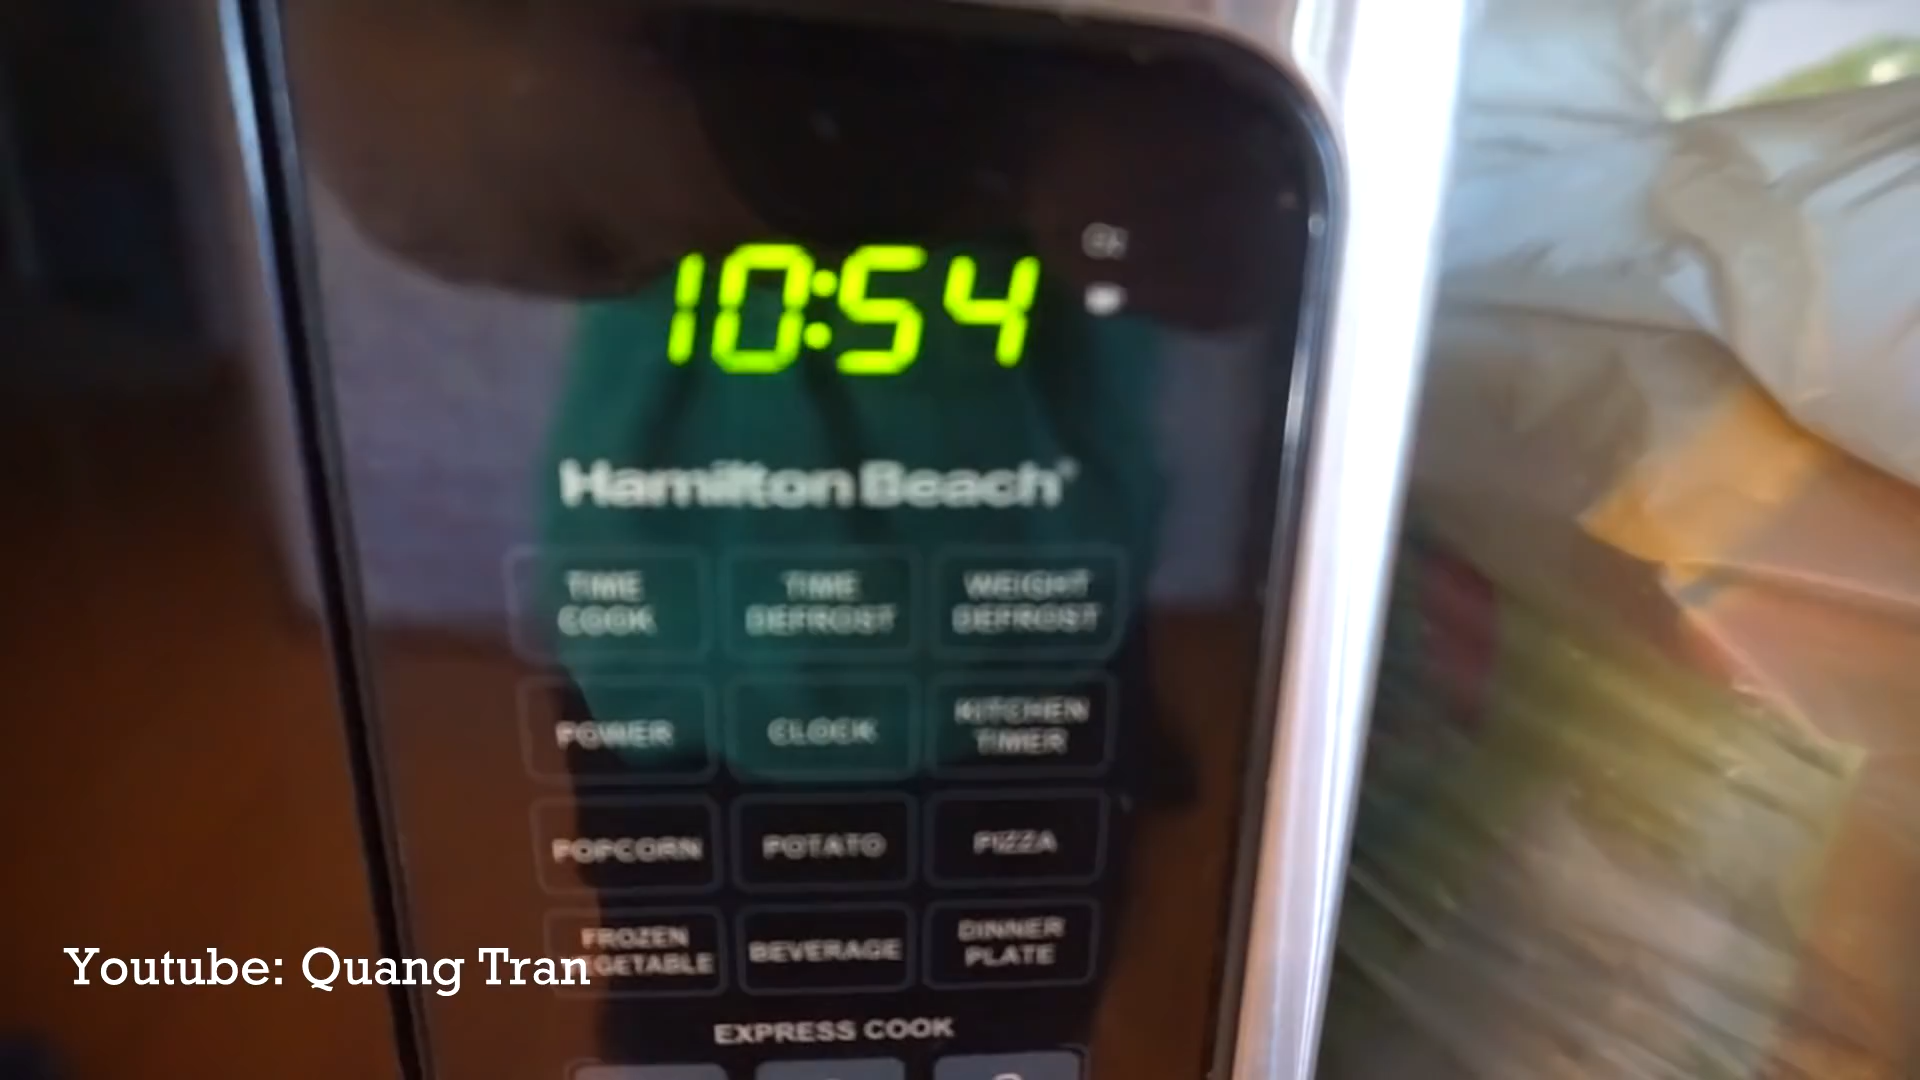 10:54
Hamilton Beach®
TIME
COOK
TIME
DEFROST
WEIGHT
DEFROST
POWER
CLOCK
KITCHEN
TIMER
POPCORN
POTATO
PIZZA
FROZEN
BEVERAGE
DINNER
PLATE
EXPRESS COOK
Youtube: Quang Tran